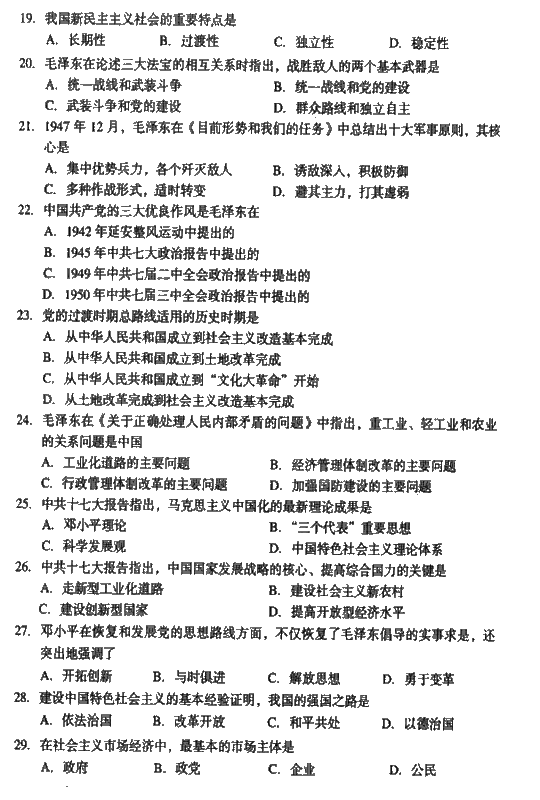 19. 我国新民主主义社会的重要特点是
A. 长期性 B. 过渡性 C. 独立性 D. 稳定性
20. 毛泽东在论述三大法宝的相互关系时指出，战胜敌人的两个基本武器是
A. 统一战线和武装斗争 B. 统一战线和党的建设
C. 武装斗争和党的建设 D. 群众路线和独立自主
21. 1947 年 12 月，毛泽东在《目前形势和我们的任务》中总结出十大军事原则，其核
心是
A. 集中优势兵力，各个歼灭敌人 B. 诱敌深入，积极防御
C. 多种作战形式，适时转变 D. 避其主力，打其虚弱
22. 中国共产党的三大优良作风是毛泽东在
A. 1942 年延安整风运动中提出的
B. 1945 年中共七大政治报告中提出的
C. 1949 年中共七届二中全会政治报告中提出的
D. 1950 年中共七届三中全会政治报告中提出的
23. 党的过渡时期总路线适用的历史时期是
A. 从中华人民共和国成立到社会主义改造基本完成
B. 从中华人民共和国成立到土地改革完成
C. 从中华人民共和国成立到“文化大革命”开始
D. 从土地改革完成到社会主义改造基本完成
24. 毛泽东在《关于正确处理人民内部矛盾的问题》中指出，重工业、轻工业和农业
的关系问题是中国
A. 工业化道路的主要问题 B. 经济管理体制改革的主要问题
C. 行政管理体制改革的主要问题 D. 加强国防建设的主要问题
25. 中共十七大报告指出，马克思主义中国化的最新理论成果是
A. 邓小平理论 B. “三个代表”重要思想
C. 科学发展观 D. 中国特色社会主义理论体系
26. 中共十七大报告指出，中国国家发展战略的核心、提高综合国力的关键是
A. 走新型工业化道路 B. 建设社会主义新农村
C. 建设创新型国家 D. 提高开放型经济水平
27. 邓小平在恢复和发展党的思想路线方面，不仅恢复了毛泽东倡导的实事求是，还
突出地强调了
A. 开拓创新 B. 与时俱进 C. 解放思想 D. 勇于变革
28. 建设中国特色社会主义的基本经验证明，我国的强国之路是
A. 依法治国 B. 改革开放 C. 和平共处 D. 以德治国
29. 在社会主义市场经济中，最基本的市场主体是
A. 政府 B. 政党 C. 企业 D. 公民